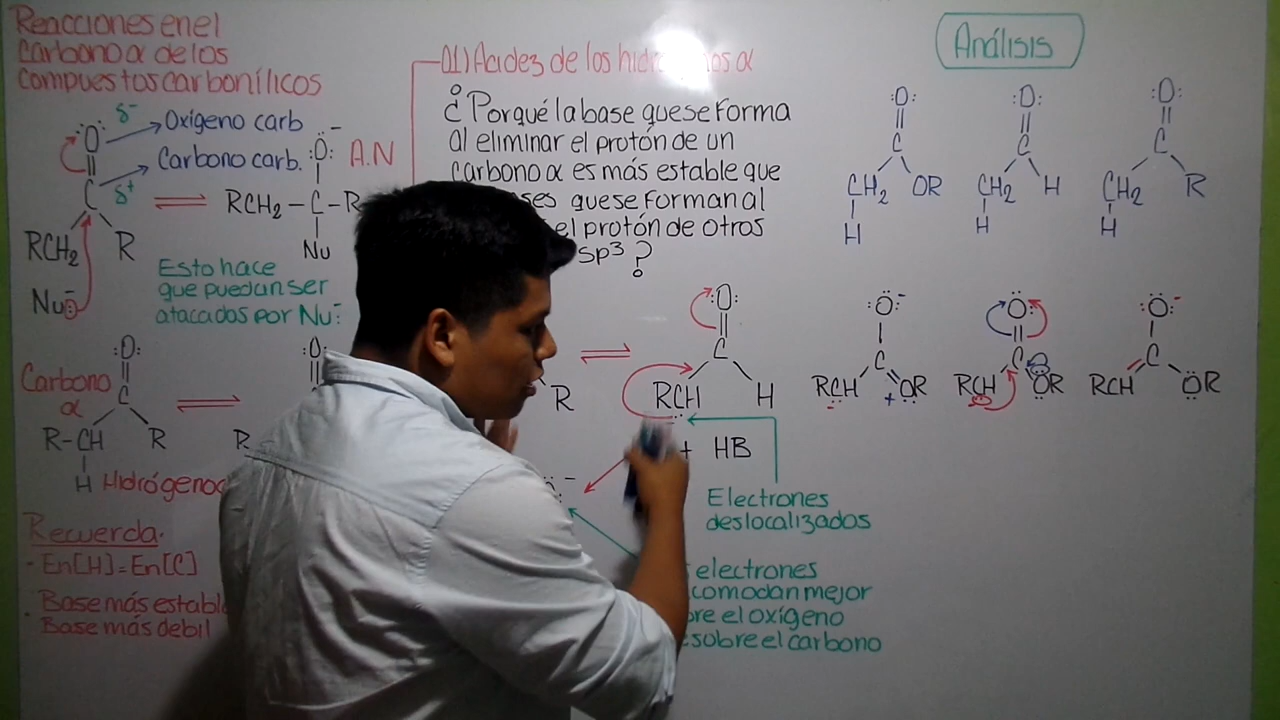 Reacciones en el
Carbono α de los
Compuestos carbonílicos
δ-
:O:
Oxígeno carb
C
Carbono carb.
δ+
RCH2
R
Nu:-
:O:-
A.N
RCH2 – C – R
Nu
Esto hace
que puedan ser
atacados por Nu:-
Carbono
α
:O:
C
R-CH
R
H Hidrógeno
:O:
R
Recuerda.
- En[H]=En[C]
- Base más estable
Base más debil
01) Acidez de los α
¿Porqué la base que se forma
al eliminar el protón de un
carbono α es más estable que
que se forman al
el protón de otros
sp3?
R
:O:
C
RCH
H
+ HB
Electrones
deslocalizados
electrones
comodan mejor
el oxígeno
sobre el carbono
Análisis
:O:
C
CH2 OR
H
:O:
C
CH2 H
H
:O:
C
CH2 R
H
:O:-
C
RCH
+ OR
:O:
C
RCH
OR
:O:-
C
RCH
OR